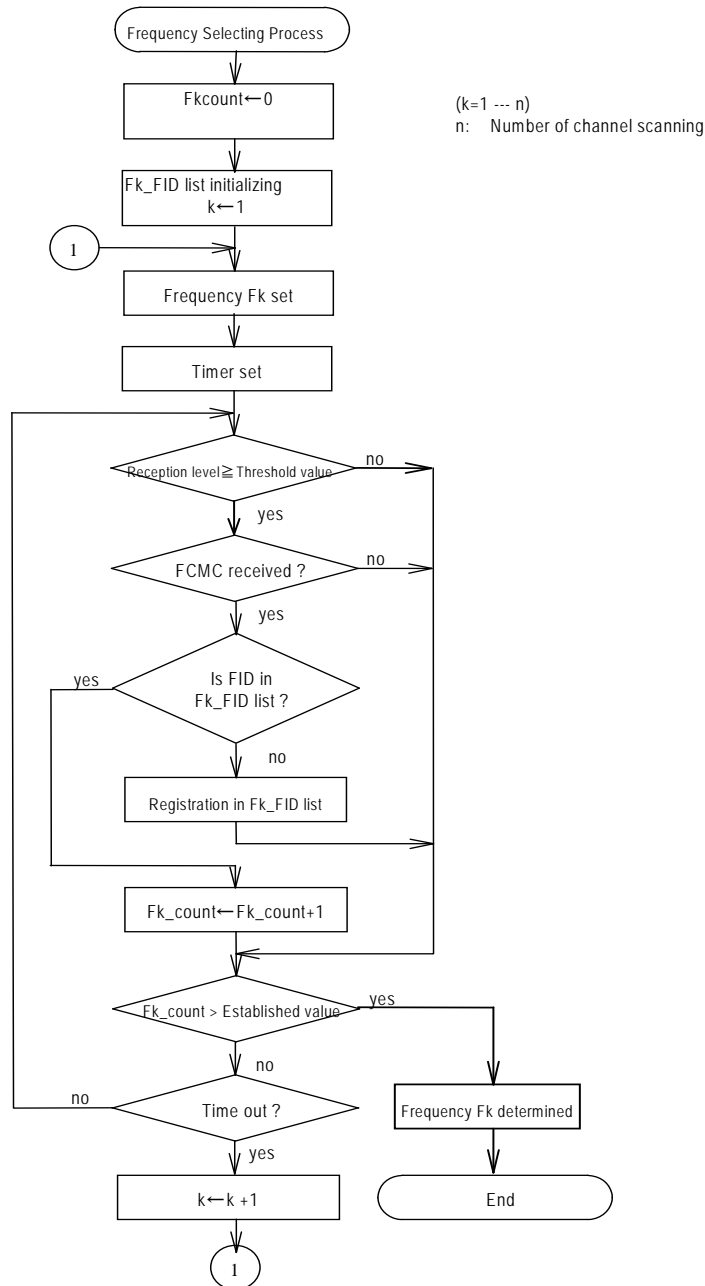 Frequency Selecting Process
Fkcount←0
(k=1 --- n)
n: Number of channel scanning
Fk_FID list initializing
k←1
1
Frequency Fk set
Timer set
Reception level≧Threshold value
no
yes
FCMC received ?
no
yes
Is FID in
Fk_FID list ?
yes
no
Registration in Fk_FID list
Fk_count←Fk_count+1
Fk_count > Established value
yes
no
Time out ?
no
yes
Frequency Fk determined
k←k +1
End
1